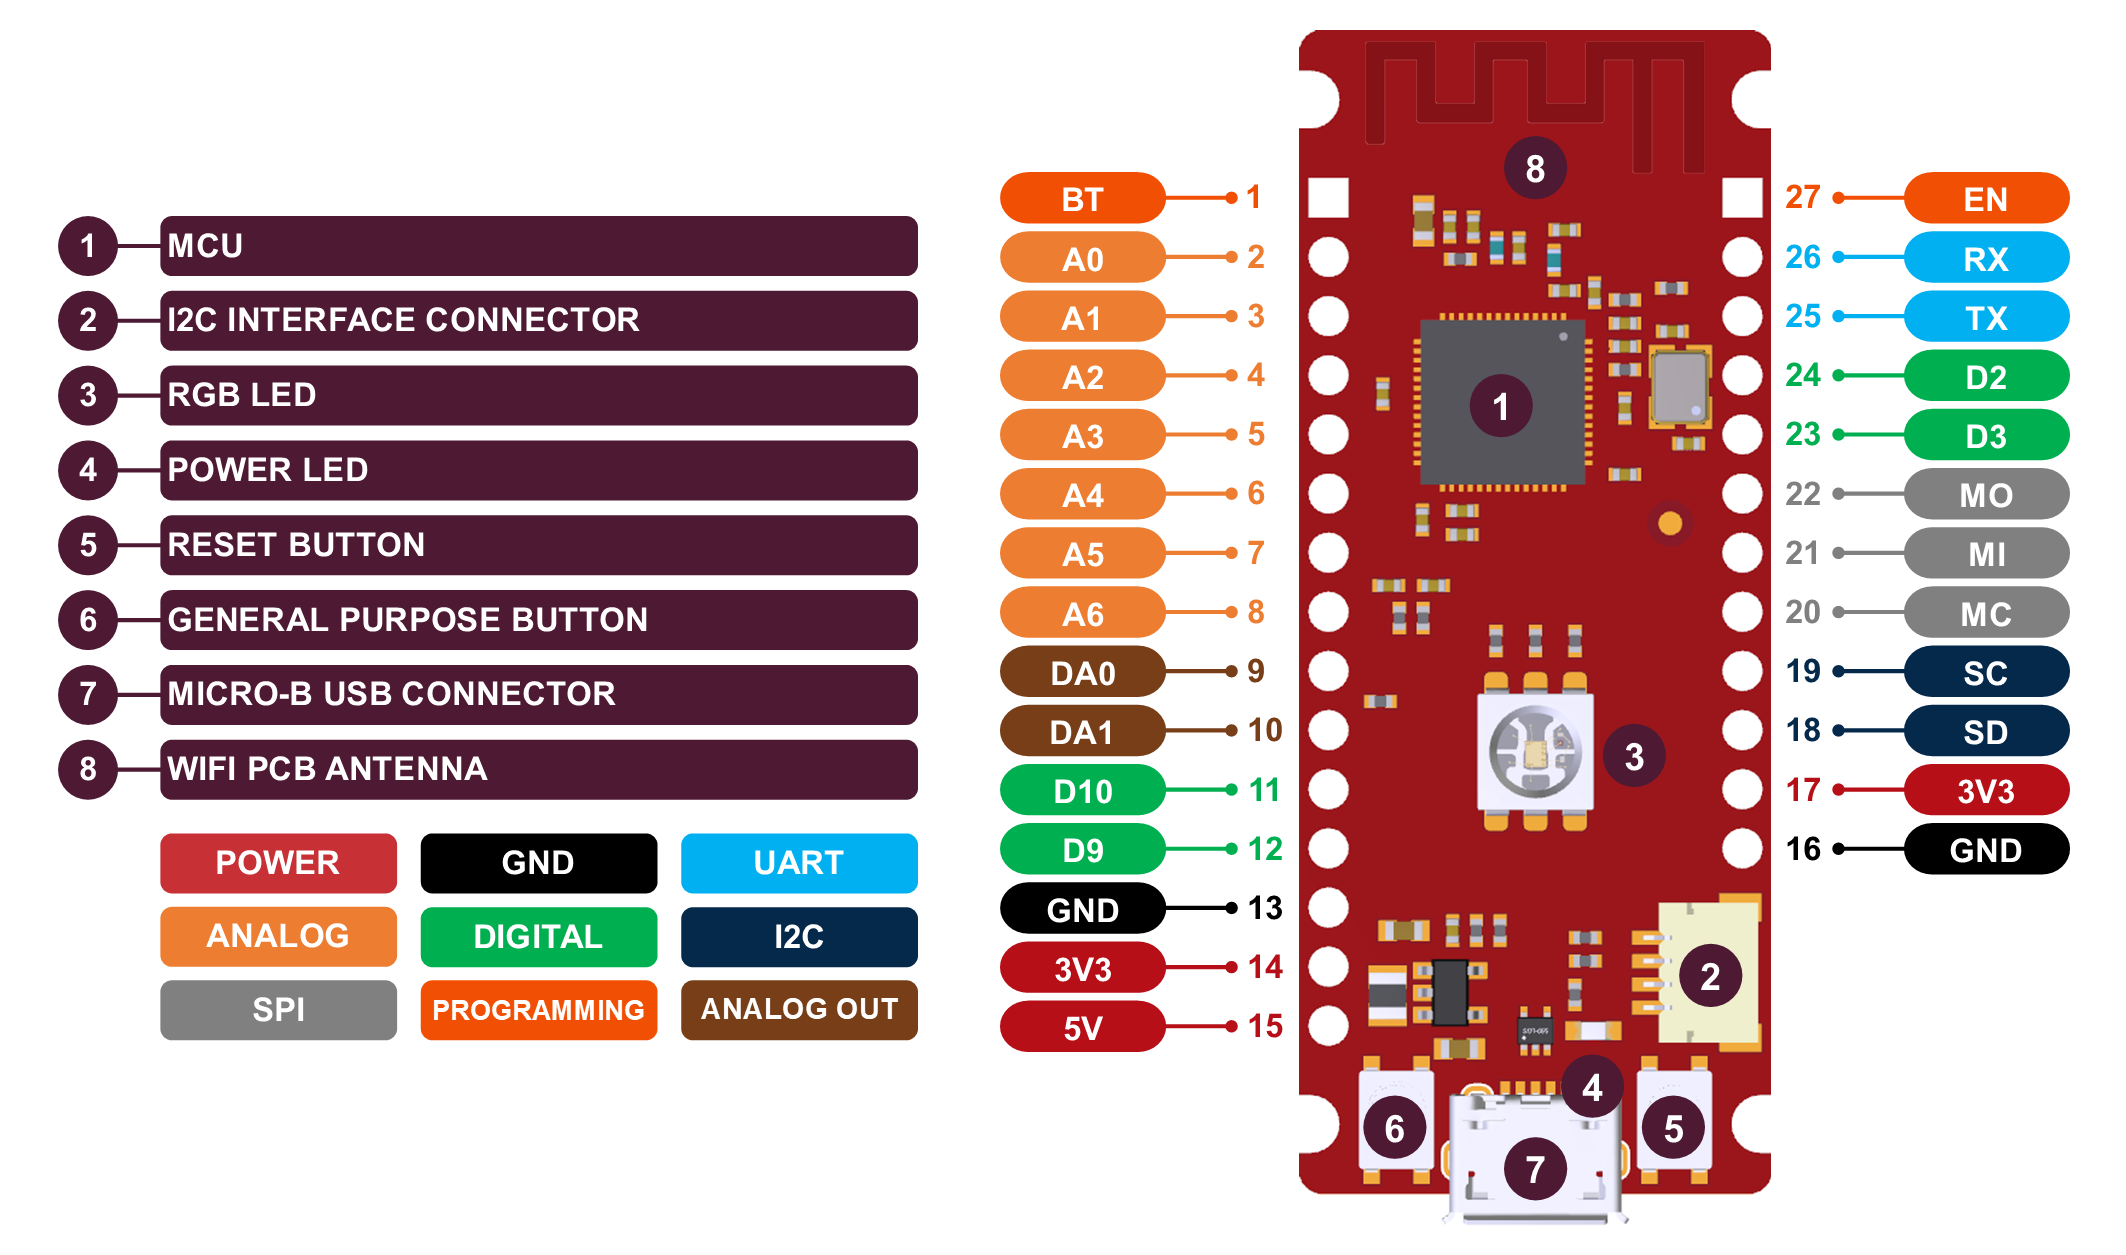 1 MCU
2 I2C INTERFACE CONNECTOR
3 RGB LED
4 POWER LED
5 RESET BUTTON
6 GENERAL PURPOSE BUTTON
7 MICRO-B USB CONNECTOR
8 WIFI PCB ANTENNA
POWER GND UART
ANALOG DIGITAL I2C
SPI PROGRAMMING ANALOG OUT
BT 1
A0 2
A1 3
A2 4
A3 5
A4 6
A5 7
A6 8
DA0 9
DA1 10
D10 11
D9 12
GND 13
3V3 14
5V 15
8
1
3
2
4
6
5
7
27 EN
26 RX
25 TX
24 D2
23 D3
22 MO
21 MI
20 MC
19 SC
18 SD
17 3V3
16 GND